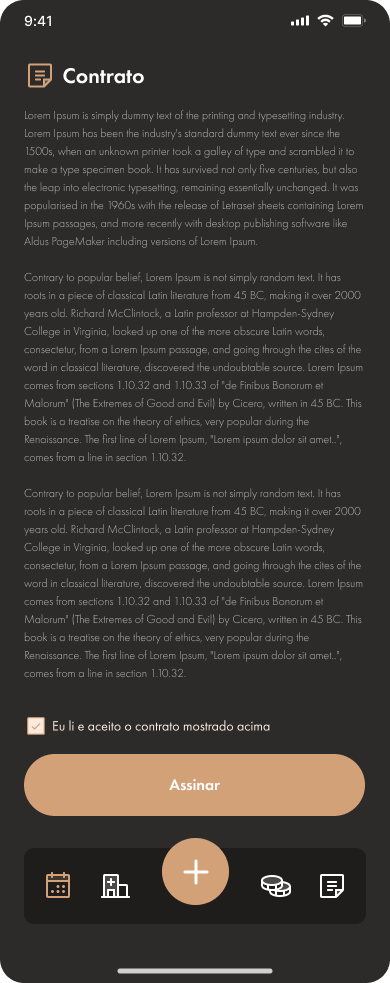 9:41
Contrato
Lorem Ipsum is simply dummy text of the printing and typesetting industry.
Lorem Ipsum has been the industry's standard dummy text ever since the
1500s, when an unknown printer took a galley of type and scrambled it to
make a type specimen book. It has survived not only five centuries, but also
the leap into electronic typesetting, remaining essentially unchanged. It was
popularised in the 1960s with the release of Letraset sheets containing Lorem
Ipsum passages, and more recently with desktop publishing software like
Aldus PageMaker including versions of Lorem Ipsum.
Contrary to popular belief, Lorem Ipsum is not simply random text. It has
roots in a piece of classical Latin literature from 45 BC, making it over 2000
years old. Richard McClintock, a Latin professor at Hampden-Sydney
College in Virginia, looked up one of the more obscure Latin words,
consectetur, from a Lorem Ipsum passage, and going through the cites of the
word in classical literature, discovered the undoubtable source. Lorem Ipsum
comes from sections 1.10.32 and 1.10.33 of "de Finibus Bonorum et
Malorum" (The Extremes of Good and Evil) by Cicero, written in 45 BC. This
book is a treatise on the theory of ethics, very popular during the
Renaissance. The first line of Lorem Ipsum, "Lorem ipsum dolor sit amet..",
comes from a line in section 1.10.32.
Contrary to popular belief, Lorem Ipsum is not simply random text. It has
roots in a piece of classical Latin literature from 45 BC, making it over 2000
years old. Richard McClintock, a Latin professor at Hampden-Sydney
College in Virginia, looked up one of the more obscure Latin words,
consectetur, from a Lorem Ipsum passage, and going through the cites of the
word in classical literature, discovered the undoubtable source. Lorem Ipsum
comes from sections 1.10.32 and 1.10.33 of "de Finibus Bonorum et
Malorum" (The Extremes of Good and Evil) by Cicero, written in 45 BC. This
book is a treatise on the theory of ethics, very popular during the
Renaissance. The first line of Lorem Ipsum, "Lorem ipsum dolor sit amet..",
comes from a line in section 1.10.32.
Eu li e aceito o contrato mostrado acima
Assinar